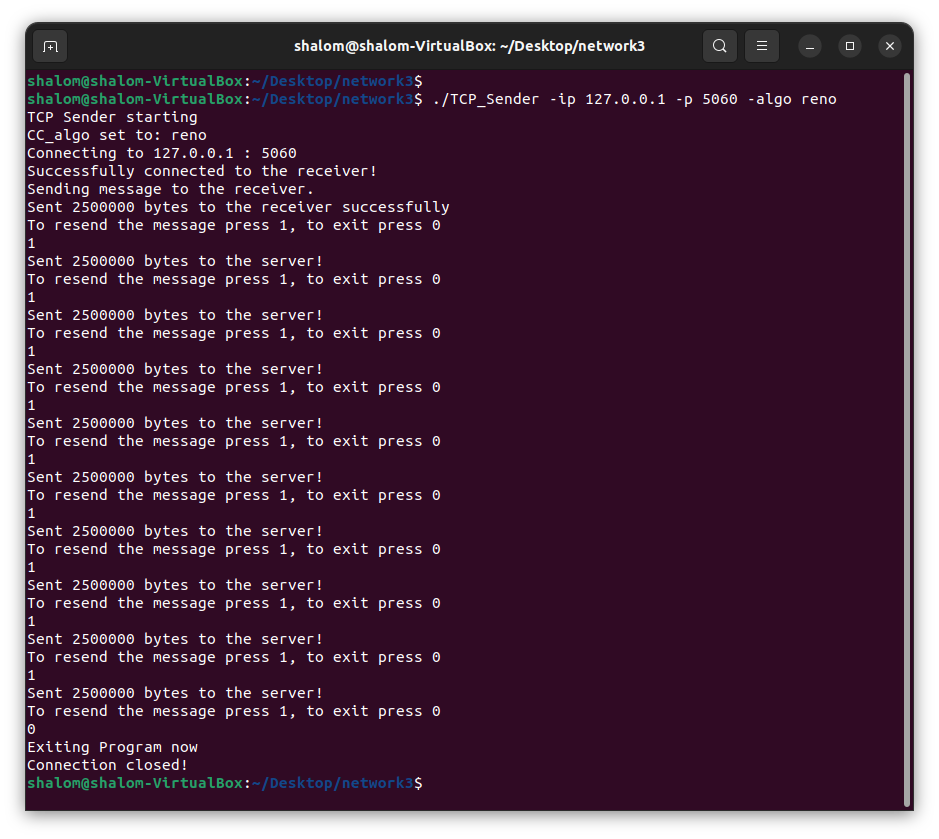 shalom@shalom-VirtualBox: ~/Desktop/network3
shalom@shalom-VirtualBox:~/Desktop/network3$
shalom@shalom-VirtualBox:~/Desktop/network3$ ./TCP_Sender -ip 127.0.0.1 -p 5060 -algo reno
TCP Sender starting
CC_algo set to: reno
Connecting to 127.0.0.1 : 5060
Successfully connected to the receiver!
Sending message to the receiver.
Sent 2500000 bytes to the receiver successfully
To resend the message press 1, to exit press 0
1
Sent 2500000 bytes to the server!
To resend the message press 1, to exit press 0
1
Sent 2500000 bytes to the server!
To resend the message press 1, to exit press 0
1
Sent 2500000 bytes to the server!
To resend the message press 1, to exit press 0
1
Sent 2500000 bytes to the server!
To resend the message press 1, to exit press 0
1
Sent 2500000 bytes to the server!
To resend the message press 1, to exit press 0
1
Sent 2500000 bytes to the server!
To resend the message press 1, to exit press 0
1
Sent 2500000 bytes to the server!
To resend the message press 1, to exit press 0
1
Sent 2500000 bytes to the server!
To resend the message press 1, to exit press 0
1
Sent 2500000 bytes to the server!
To resend the message press 1, to exit press 0
0
Exiting Program now
Connection closed!
shalom@shalom-VirtualBox:~/Desktop/network3$